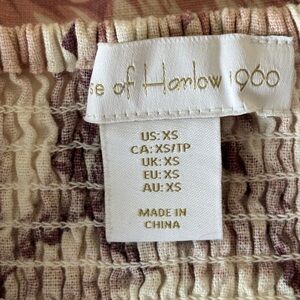 se of Harlow 1960
US: XS
CA: XS/TP
UK: XS
EU: XS
AU: XS
MADE IN
CHINA